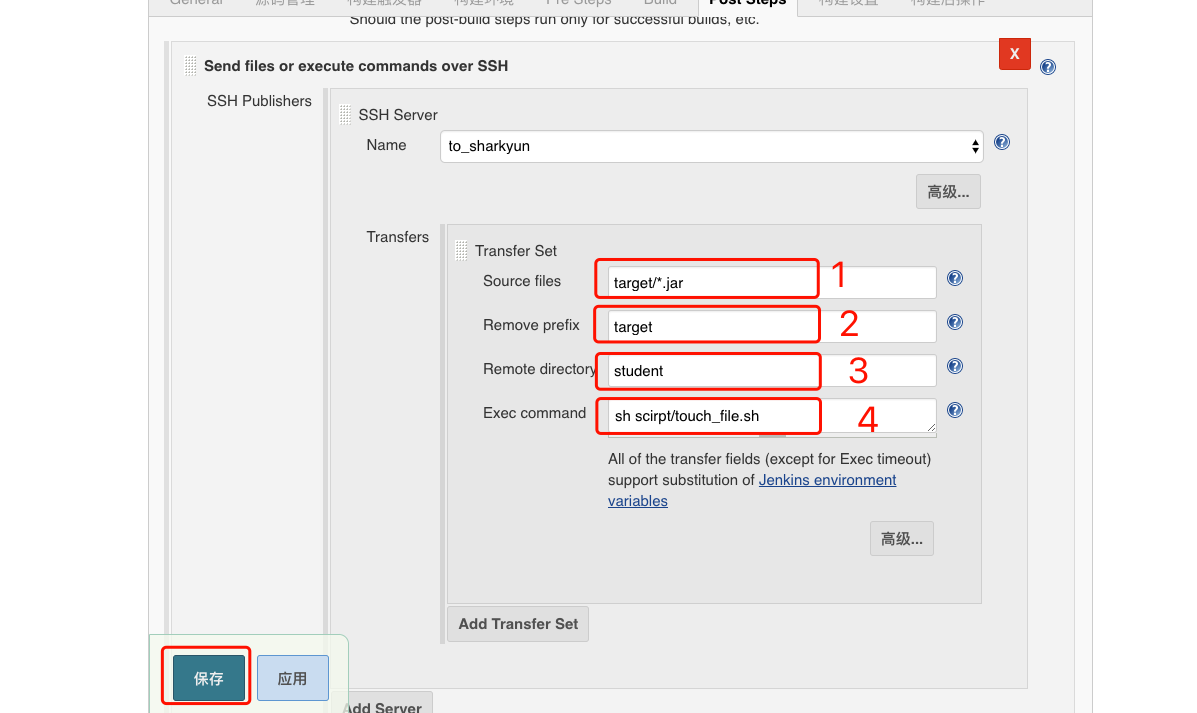 General 源码管理 构建触发器 构建环境 Pre Steps Build Post Steps 构建设置 构建后操作
Should the post-build steps run only for successful builds, etc.
Send files or execute commands over SSH
X
?
SSH Publishers
SSH Server
Name
to_sharkyun
?
高级...
Transfers
Transfer Set
Source files
target/*.jar
1
?
Remove prefix
target
2
?
Remote directory
student
3
?
Exec command
sh scirpt/touch_file.sh
4
?
All of the transfer fields (except for Exec timeout)
support substitution of Jenkins environment
variables
高级...
Add Transfer Set
保存
应用
Add Server